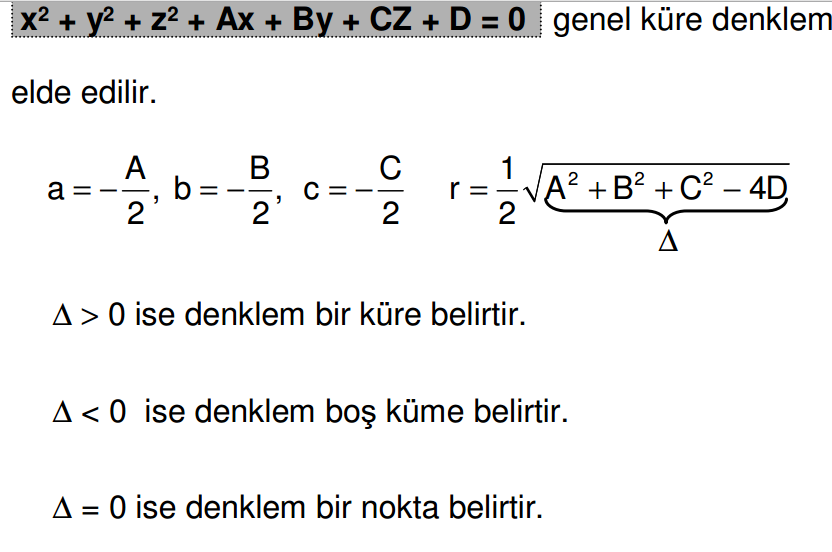 x² + y² + z² + Ax + By + CZ + D = 0 genel küre denklem
elde edilir.
a = −A/2, b = −B/2, c = −C/2 r = 1/2 √(A² + B² + C² − 4D)
Δ
Δ > 0 ise denklem bir küre belirtir.
Δ < 0 ise denklem boş küme belirtir.
Δ = 0 ise denklem bir nokta belirtir.